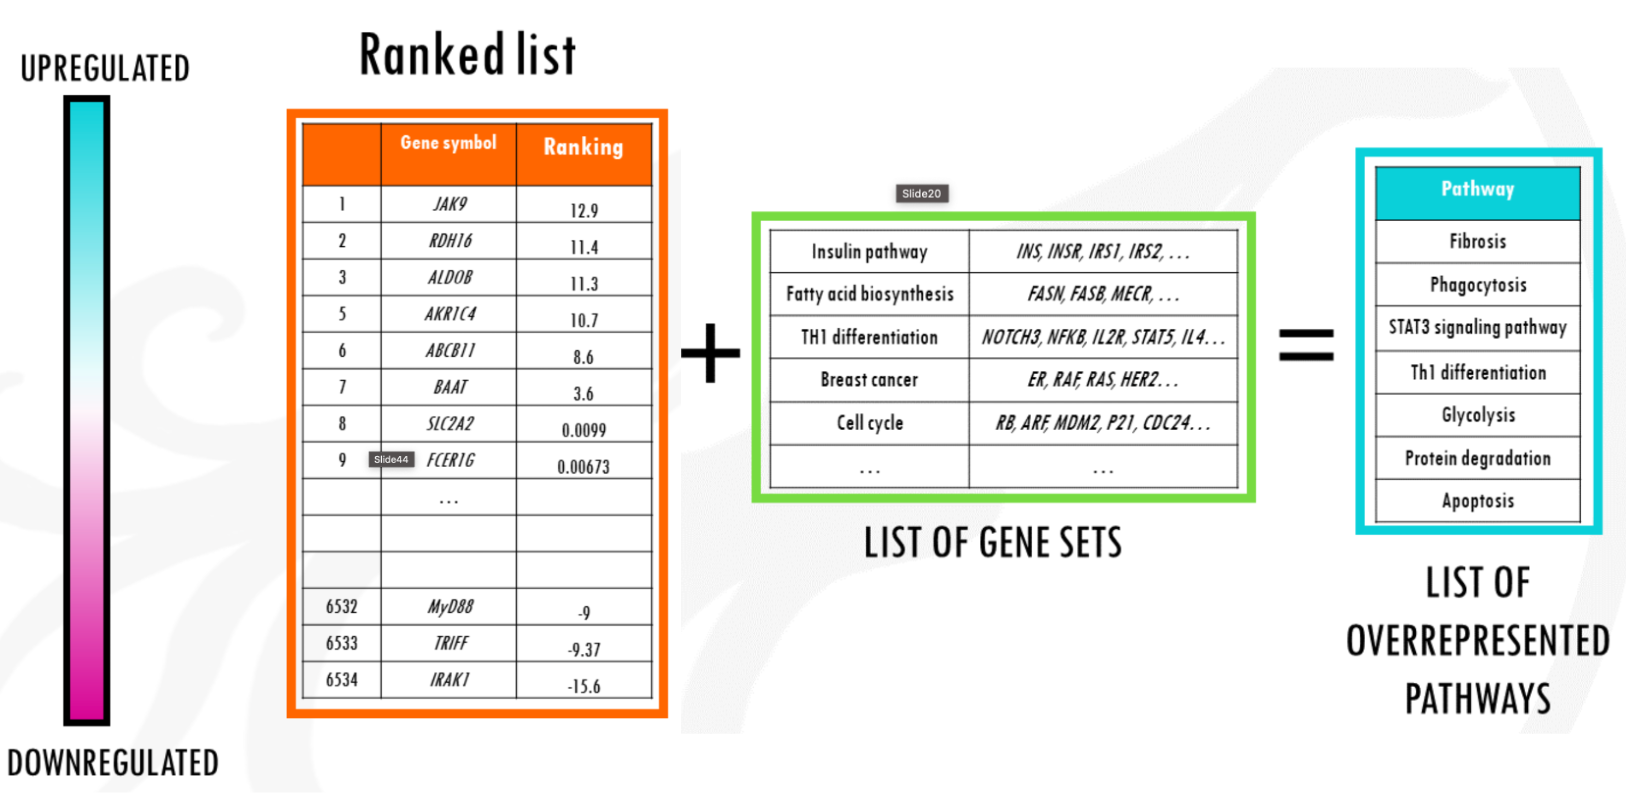 Ranked list
UPREGULATED
DOWNREGULATED
Gene symbol Ranking
1 JAK9 12.9
2 RDH16 11.4
3 ALDOB 11.3
5 AKR1C4 10.7
6 ABCB11 8.6
7 BAAT 3.6
8 SLC2A2 0.0099
9 Slide44 FCER1G 0.00673
...
6532 MyD88 -9
6533 TRIFF -9.37
6534 IRAK1 -15.6
+
Slide20
Insulin pathway INS, INSR, IRS1, IRS2, ...
Fatty acid biosynthesis FASN, FASB, MECR, ...
TH1 differentiation NOTCH3, NFKB, IL2R, STAT5, IL4...
Breast cancer ER, RAF, RAS, HER2...
Cell cycle RB, ARF, MDM2, P21, CDC24...
... ...
LIST OF GENE SETS
=
Pathway
Fibrosis
Phagocytosis
STAT3 signaling pathway
Th1 differentiation
Glycolysis
Protein degradation
Apoptosis
LIST OF
OVERREPRESENTED
PATHWAYS